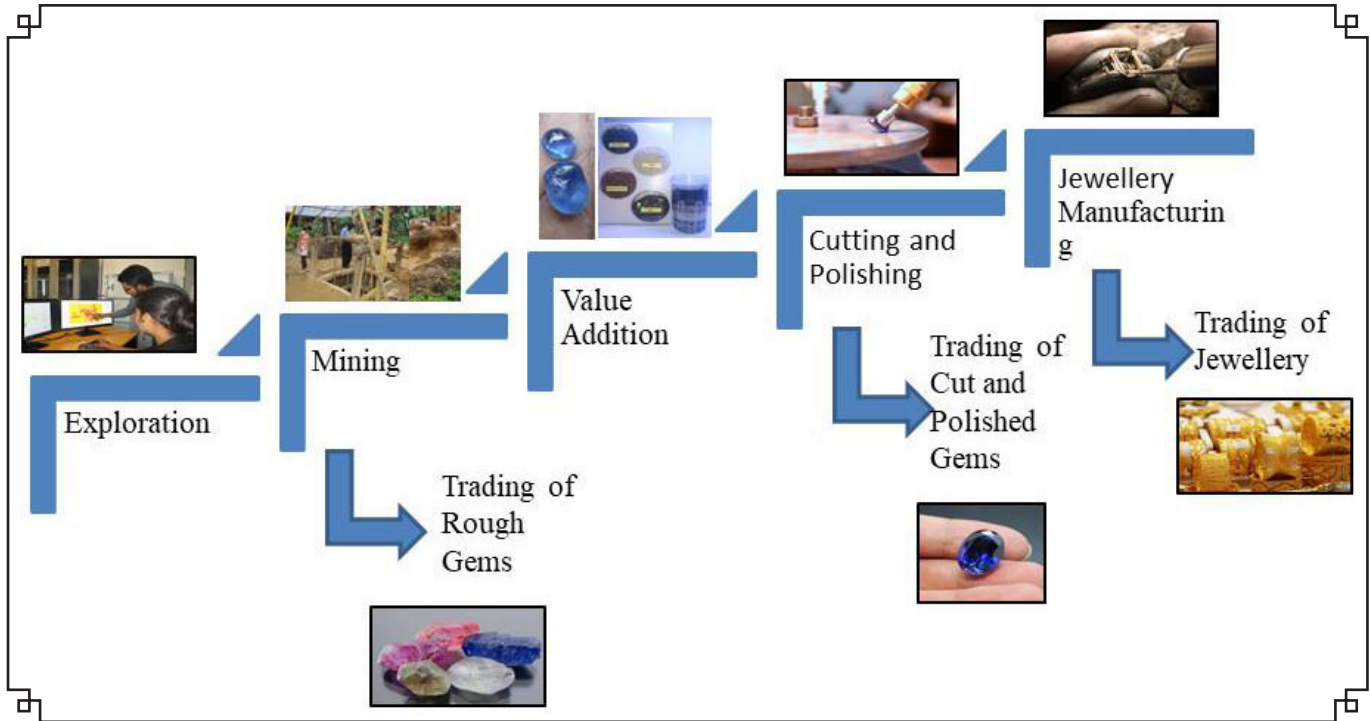 Exploration
Mining
Trading of
Rough
Gems
Value
Addition
Cutting and
Polishing
Trading of
Cut and
Polished
Gems
Jewellery
Manufacturin
g
Trading of
Jewellery